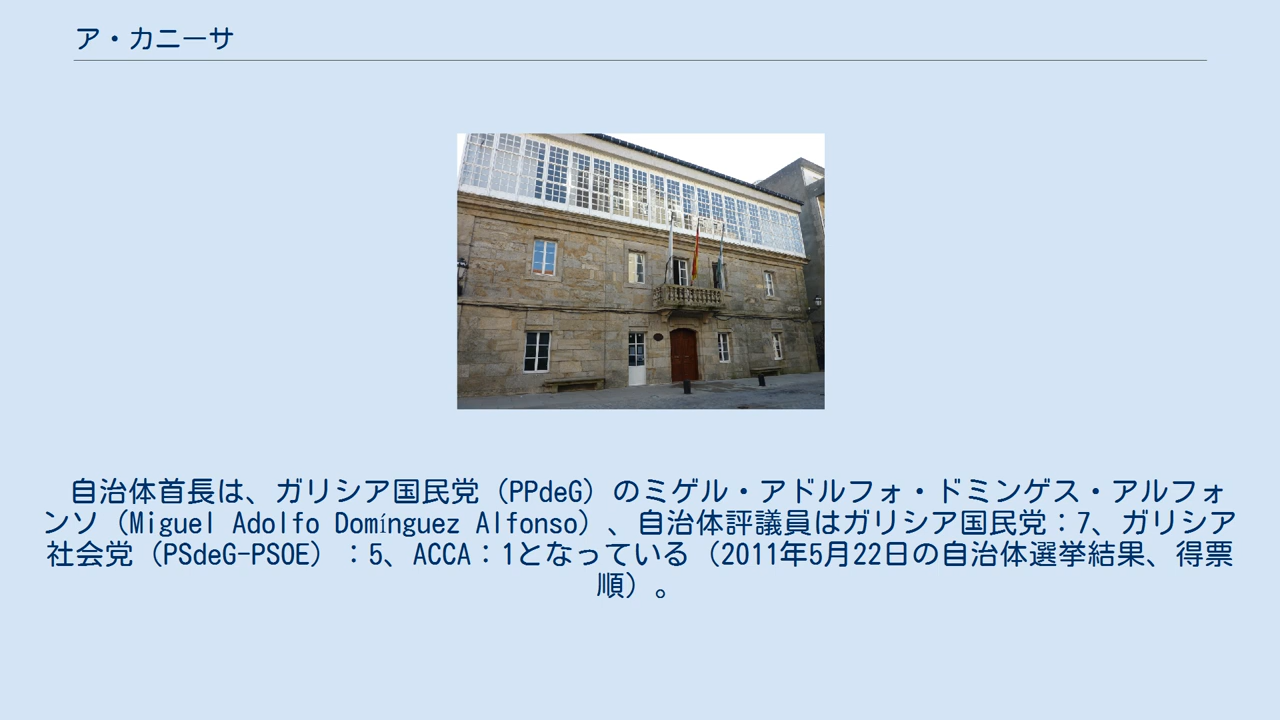 ア・カニーサ
自治体首長は、ガリシア国民党（PPdeG）のミゲル・アドルフォ・ドミンゲス・アルフォ
ンソ（Miguel Adolfo Domínguez Alfonso）、自治体評議員はガリシア国民党：7、ガリシア
社会党（PSdeG-PSOE）：5、ACCA：1となっている（2011年5月22日の自治体選挙結果、得票
順）。